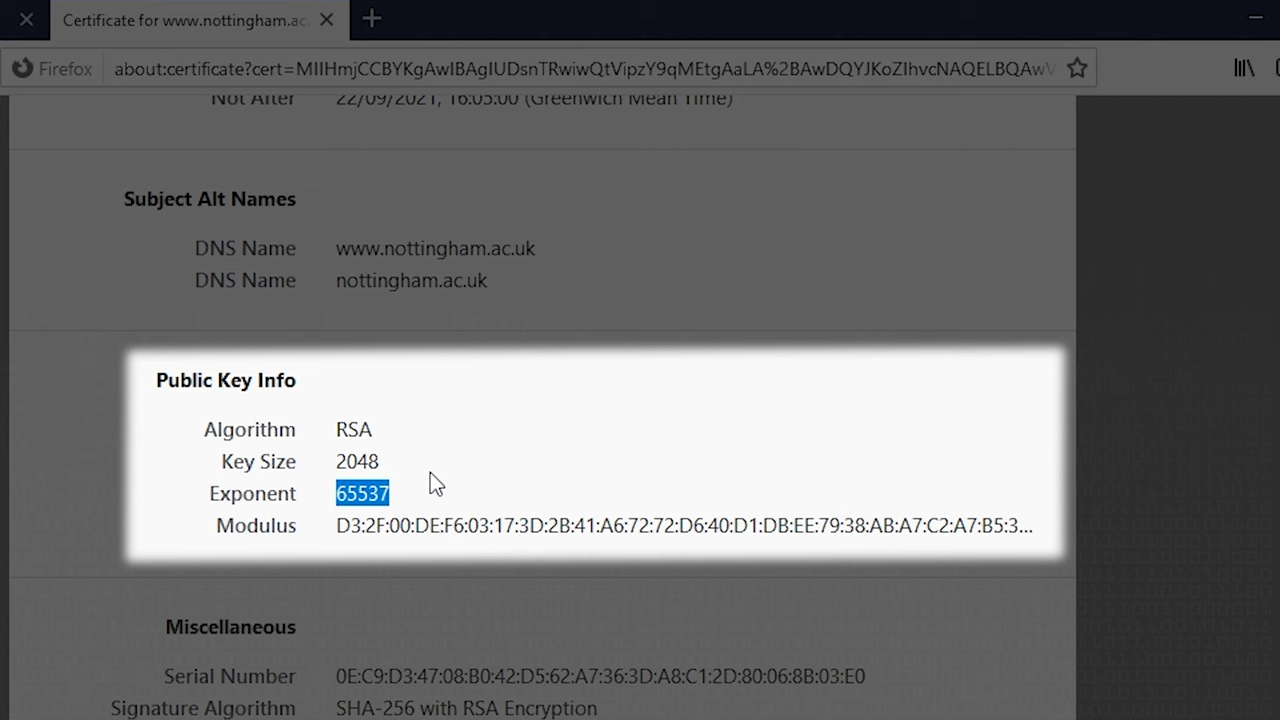 Certificate for www.nottingham.ac.
Firefox about:certificate?cert=MIIHmjCCBYKgAwIBAgIUDsnTRwiwQtVipzY9qMEtgAaLA%2BAwDQYJKoZIhvcNAQELBQAwV
Not After 22/09/2021, 16:05:00 (Greenwich Mean Time)
Subject Alt Names
DNS Name www.nottingham.ac.uk
DNS Name nottingham.ac.uk
Public Key Info
Algorithm RSA
Key Size 2048
Exponent 65537
Modulus D3:2F:00:DE:F6:03:17:3D:2B:41:A6:72:72:D6:40:D1:DB:EE:79:38:AB:A7:C2:A7:B5:3...
Miscellaneous
Serial Number 0E:C9:D3:47:08:B0:42:D5:62:A7:36:3D:A8:C1:2D:80:06:8B:03:E0
Signature Algorithm SHA-256 with RSA Encryption